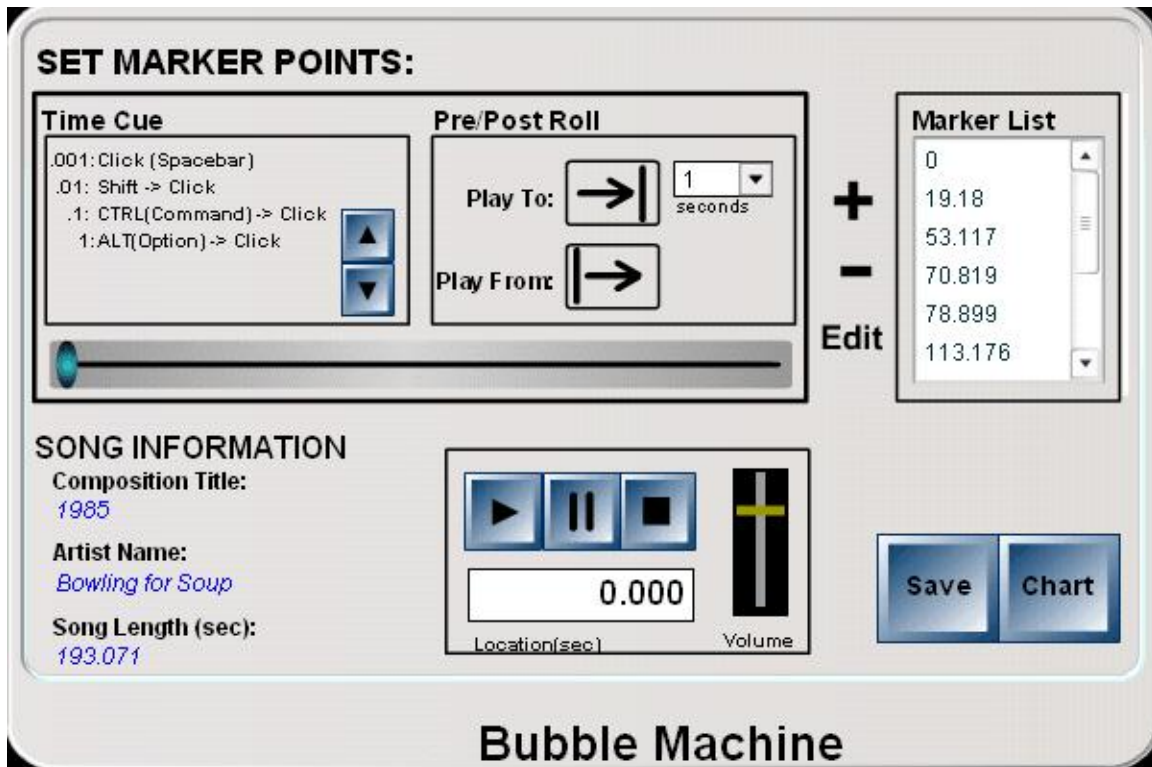 SET MARKER POINTS:
Time Cue
.001: Click (Spacebar)
.01: Shift -> Click
.1: CTRL(Command)-> Click
1:ALT(Option)-> Click
Pre/Post Roll
Play To:
1
seconds
Play From:
+
-
Edit
Marker List
0
19.18
53.117
70.819
78.899
113.176
SONG INFORMATION
Composition Title:
1985
Artist Name:
Bowling for Soup
Song Length (sec):
193.071
0.000
Location(sec)
Volume
Save
Chart
Bubble Machine